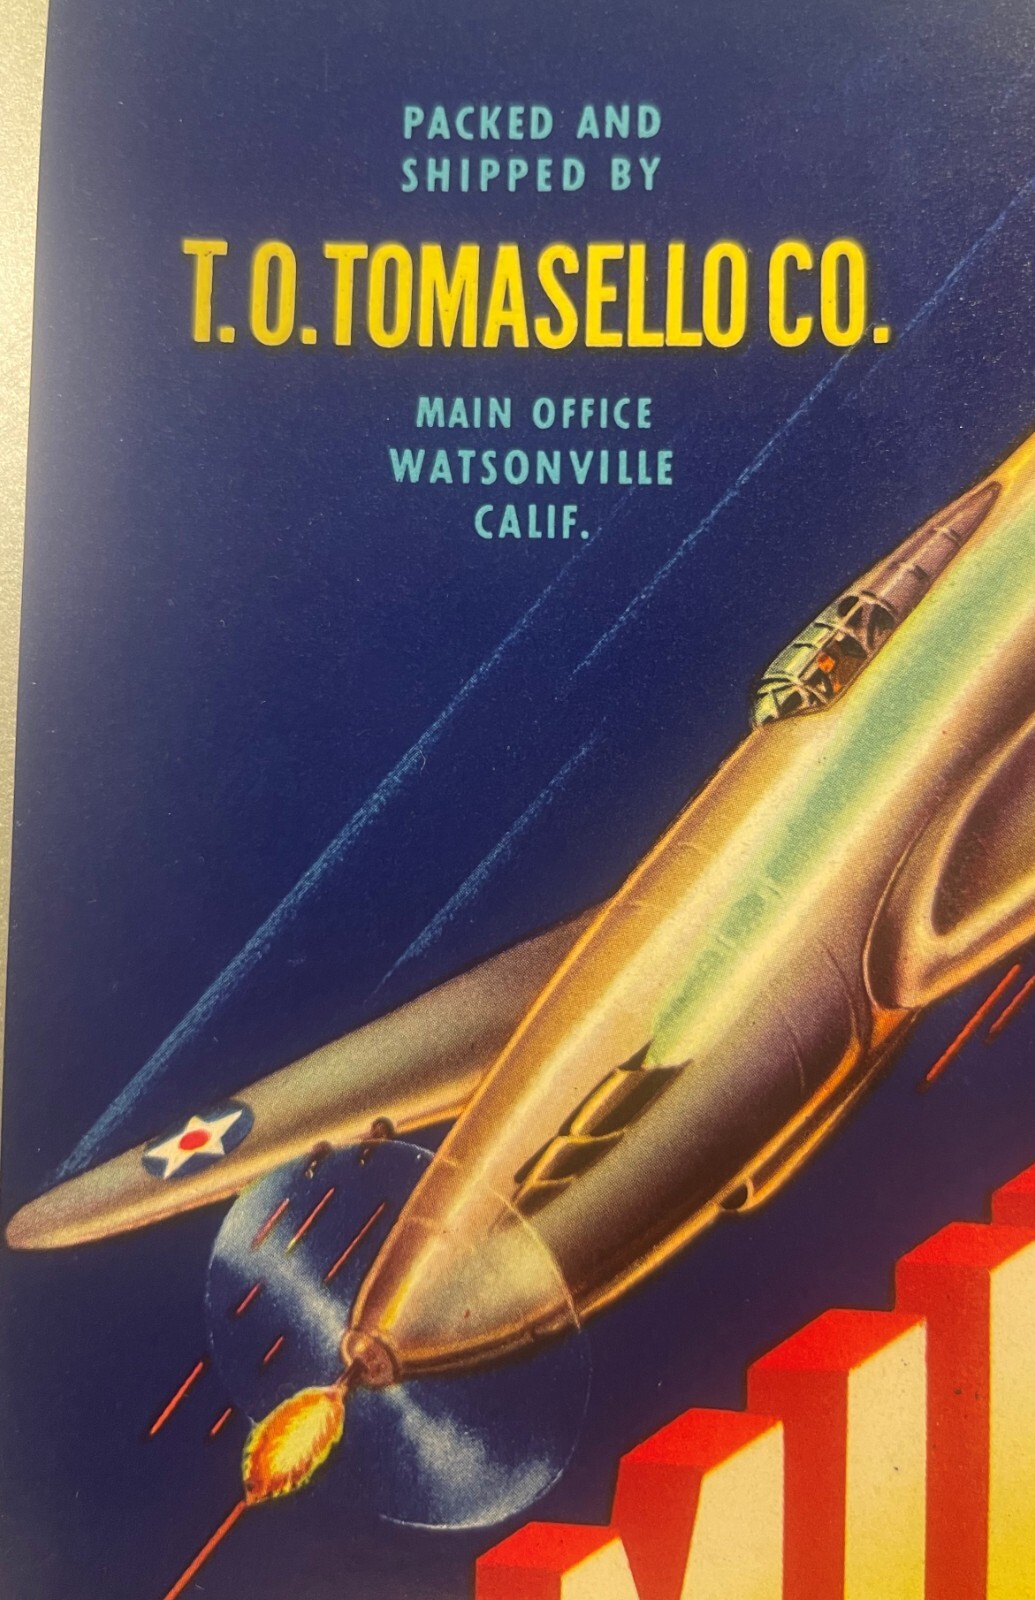 PACKED AND
SHIPPED BY
T. O. TOMASELLO CO.
MAIN OFFICE
WATSONVILLE
CALIF.